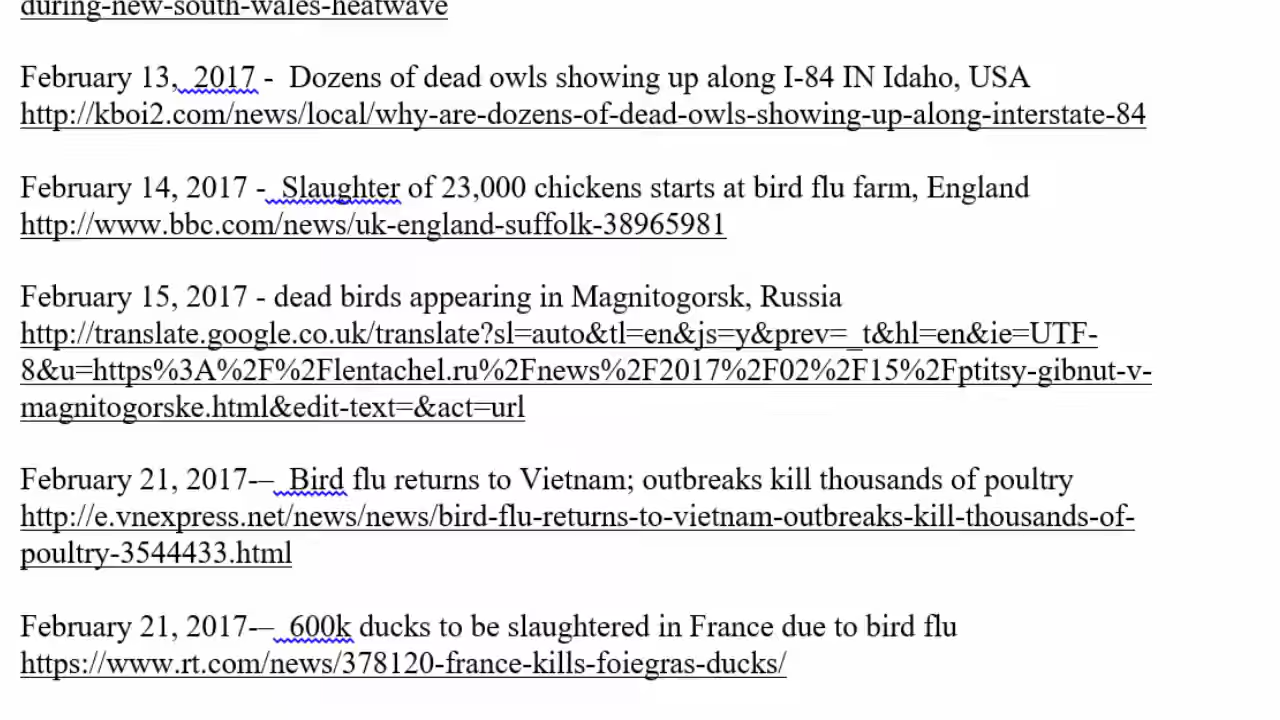 during-new-south-wales-heatwave
February 13,  2017 -  Dozens of dead owls showing up along I-84 IN Idaho, USA
http://kboi2.com/news/local/why-are-dozens-of-dead-owls-showing-up-along-interstate-84
February 14, 2017 -  Slaughter of 23,000 chickens starts at bird flu farm, England
http://www.bbc.com/news/uk-england-suffolk-38965981
February 15, 2017 - dead birds appearing in Magnitogorsk, Russia
http://translate.google.co.uk/translate?sl=auto&tl=en&js=y&prev=_t&hl=en&ie=UTF-
8&u=https%3A%2F%2Flentachel.ru%2Fnews%2F2017%2F02%2F15%2Fptitsy-gibnut-v-
magnitogorske.html&edit-text=&act=url
February 21, 2017-–  Bird flu returns to Vietnam; outbreaks kill thousands of poultry
http://e.vnexpress.net/news/news/bird-flu-returns-to-vietnam-outbreaks-kill-thousands-of-
poultry-3544433.html
February 21, 2017-–  600k ducks to be slaughtered in France due to bird flu
https://www.rt.com/news/378120-france-kills-foiegras-ducks/